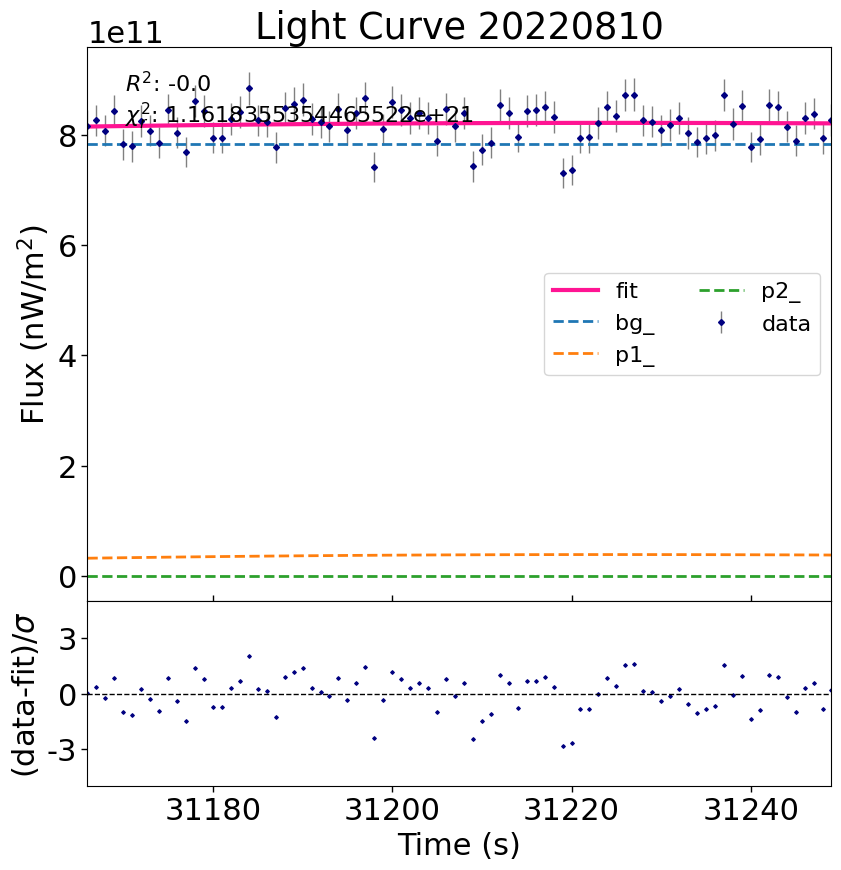 Light Curve 20220810
1e11
R²: -0.0
χ²: 1.1618355354465522e+21
8
6
4
2
0
Flux (nW/m²)
fit
bg_
p1_
p2_
data
3
0
-3
(data-fit)/σ
31180 31200 31220 31240
Time (s)